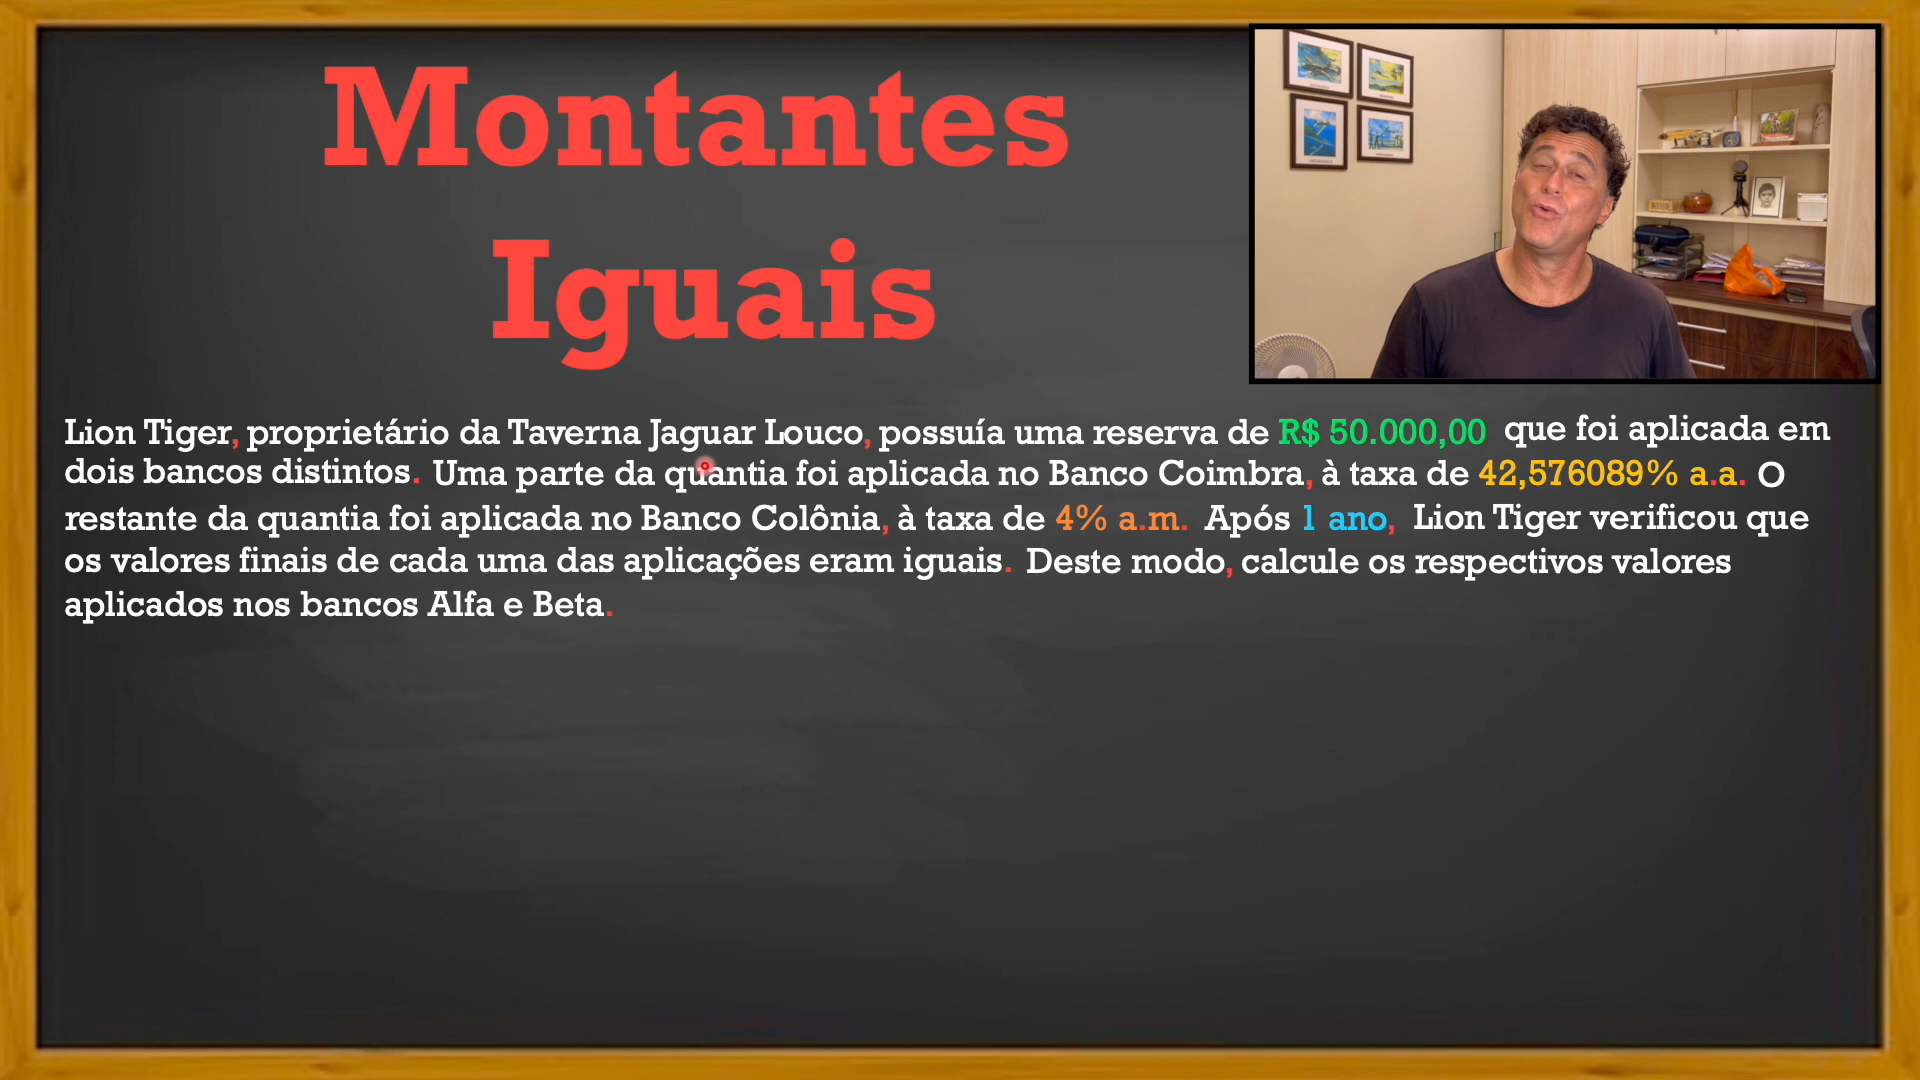 Montantes
Iguais
Lion Tiger, proprietário da Taverna Jaguar Louco, possuía uma reserva de R$ 50.000,00 que foi aplicada em
dois bancos distintos. Uma parte da quantia foi aplicada no Banco Coimbra, à taxa de 42,576089% a.a. O
restante da quantia foi aplicada no Banco Colônia, à taxa de 4% a.m. Após 1 ano, Lion Tiger verificou que
os valores finais de cada uma das aplicações eram iguais. Deste modo, calcule os respectivos valores
aplicados nos bancos Alfa e Beta.